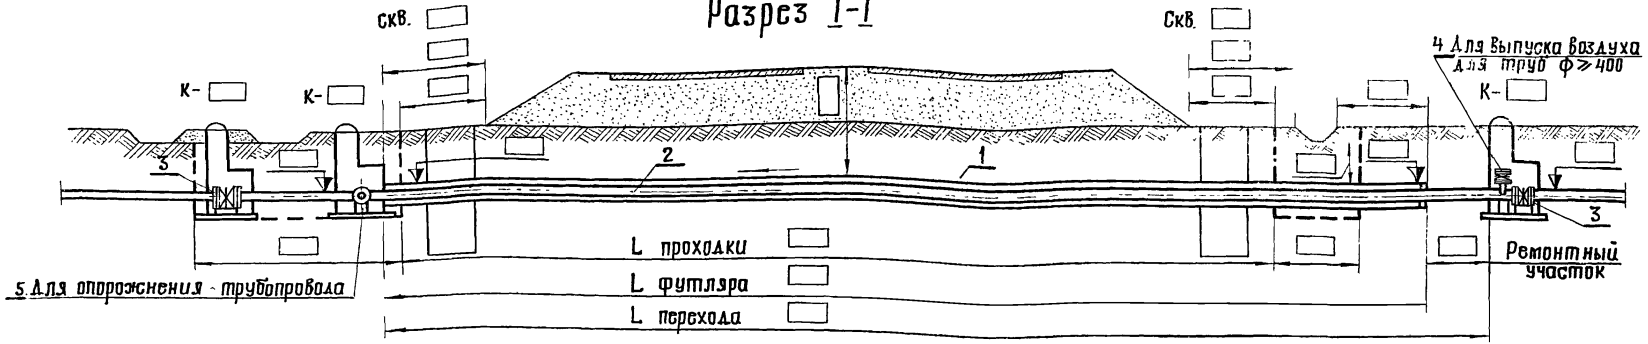 Разрез I-I
Скв.
Скв.
4 Для выпуска воздуха
для труб ф≥400
К-
К-
К-
3
2
1
3
L проходки
Ремонтный
участок
L футляра
5. Для опорожнения - трубопровода
L перехода